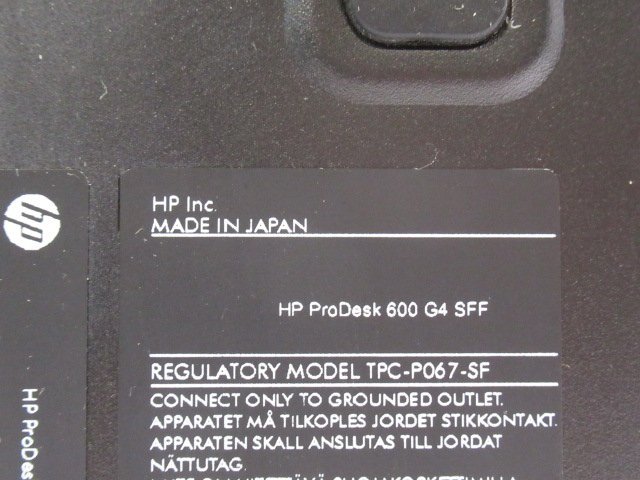 HP Inc.
MADE IN JAPAN
HP ProDesk 600 G4 SFF
REGULATORY MODEL TPC-P067-SF
CONNECT ONLY TO GROUNDED OUTLET.
APPARATET MÅ TILKOPLES JORDET STIKKONTAKT.
APPARATEN SKALL ANSLUTAS TILL JORDAT
NÄTTUTAG.
hp
HP ProDes